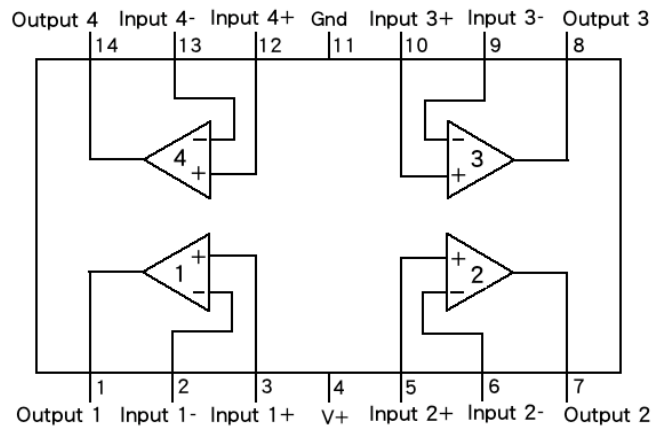 Output 4 Input 4- Input 4+ Gnd Input 3+ Input 3- Output 3
14 13 12 11 10 9 8
− −
4 3
+ +
+ +
1 2
− −
1 2 3 4 5 6 7
Output 1 Input 1- Input 1+ V+ Input 2+ Input 2- Output 2